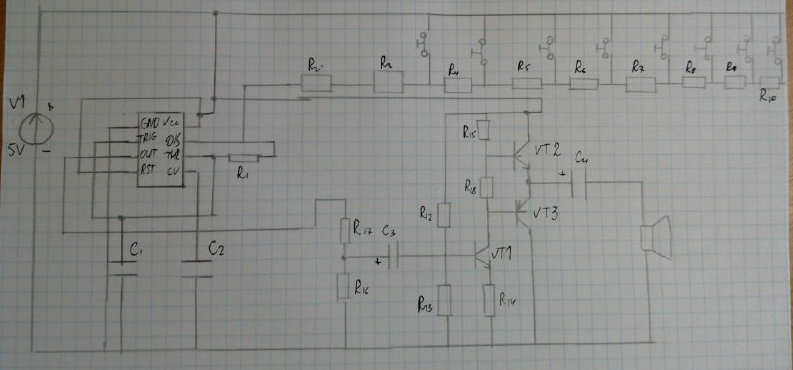 V1
+
5V
-
GND Vcc
TRIG DIS
OUT THR
RST CV
R1
R2
R3
R4
R5
R6
R7
R8
R9
R10
C1
C2
R17
R16
C3
+
R12
R13
R15
R18
VT1
R14
VT2
VT3
C4
+